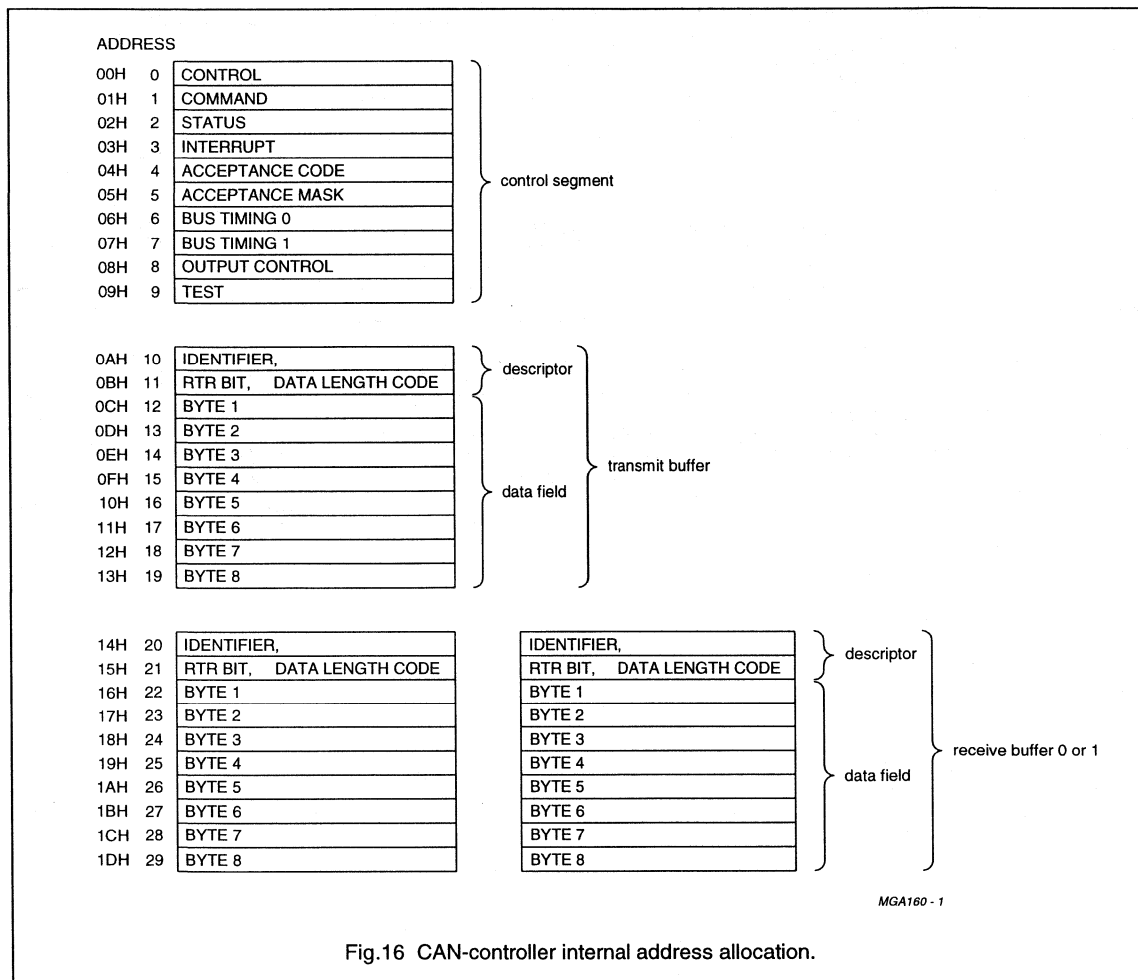 ADDRESS
00H 0 CONTROL
01H 1 COMMAND
02H 2 STATUS
03H 3 INTERRUPT
04H 4 ACCEPTANCE CODE
05H 5 ACCEPTANCE MASK
06H 6 BUS TIMING 0
07H 7 BUS TIMING 1
08H 8 OUTPUT CONTROL
09H 9 TEST
control segment
0AH 10 IDENTIFIER,
0BH 11 RTR BIT, DATA LENGTH CODE
0CH 12 BYTE 1
0DH 13 BYTE 2
0EH 14 BYTE 3
0FH 15 BYTE 4
10H 16 BYTE 5
11H 17 BYTE 6
12H 18 BYTE 7
13H 19 BYTE 8
descriptor
data field
transmit buffer
14H 20 IDENTIFIER, IDENTIFIER,
15H 21 RTR BIT, DATA LENGTH CODE RTR BIT, DATA LENGTH CODE
16H 22 BYTE 1 BYTE 1
17H 23 BYTE 2 BYTE 2
18H 24 BYTE 3 BYTE 3
19H 25 BYTE 4 BYTE 4
1AH 26 BYTE 5 BYTE 5
1BH 27 BYTE 6 BYTE 6
1CH 28 BYTE 7 BYTE 7
1DH 29 BYTE 8 BYTE 8
descriptor
data field
receive buffer 0 or 1
MGA160 - 1
Fig.16 CAN-controller internal address allocation.